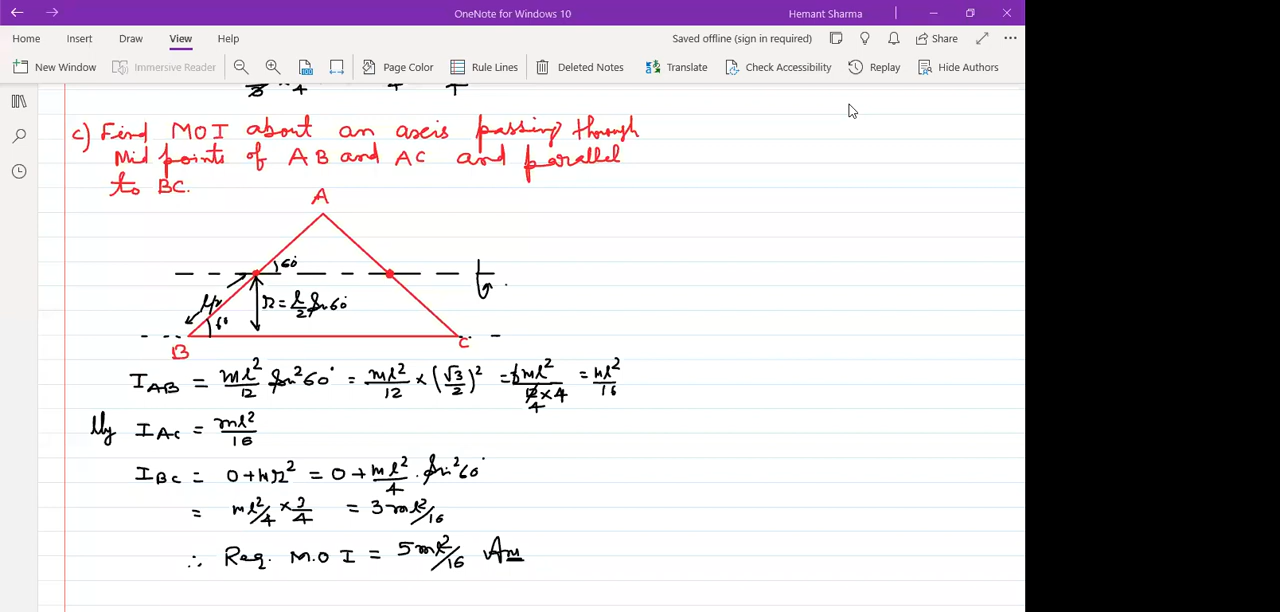 OneNote for Windows 10
Hemant Sharma
Home Insert Draw View Help
Saved offline (sign in required) Share
New Window Immersive Reader Page Color Rule Lines Deleted Notes Translate Check Accessibility Replay Hide Authors
c) Find MOI about an axis passing through
Mid points of AB and AC and parallel
to BC.
A
60°
l/2 r = l/2 Sin 60°
60
B C
I_AB = ml²/12 Sin²60° = ml²/12 × (√3/2)² = 3ml²/12×4 = Ml²/16
4
lly I_AC = ml²/16
I_BC = 0 + Mr² = 0 + ml²/4 . Sin²60°
= ml²/4 × 3/4 = 3ml²/16
∴ Req. M.O I = 5ml²/16 Ans